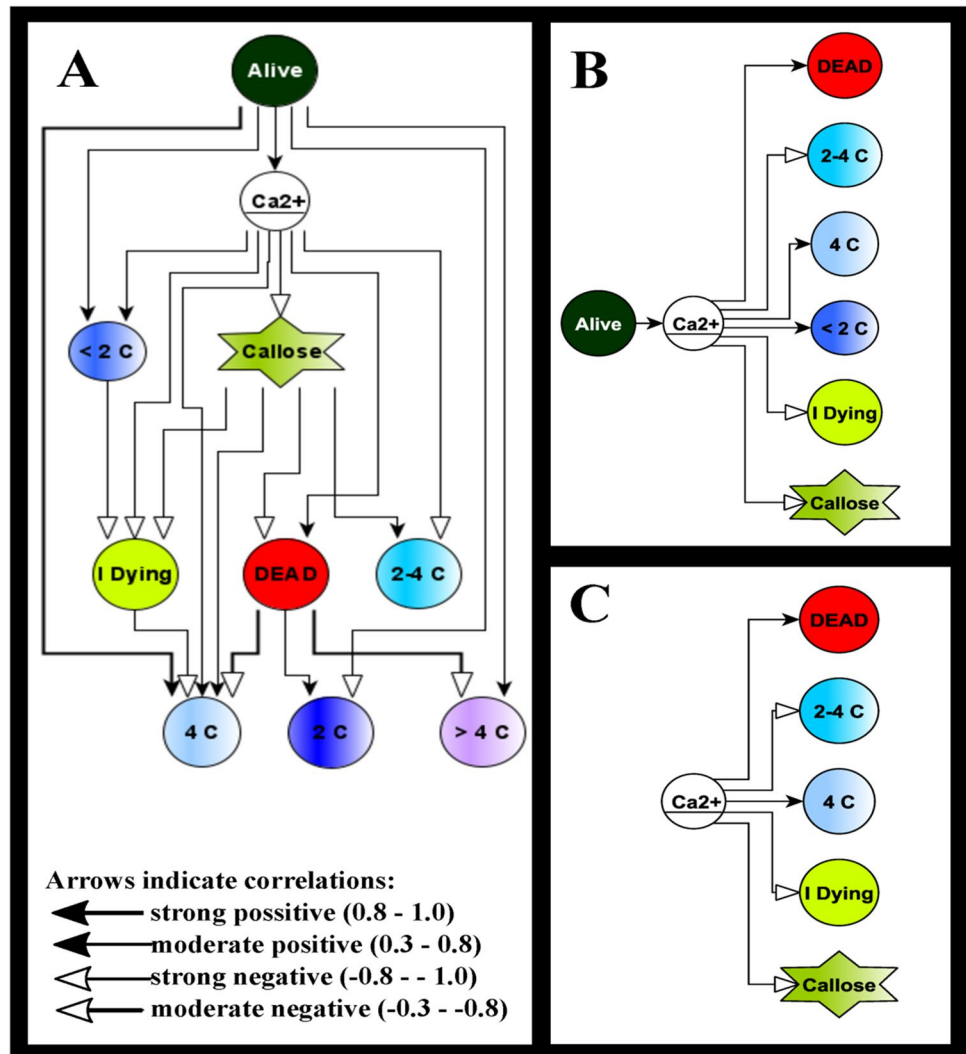 A
Alive
Ca2+
< 2 C
Callose
I Dying
DEAD
2-4 C
4 C
2 C
> 4 C
Arrows indicate correlations:
strong possitive (0.8 - 1.0)
moderate positive (0.3 - 0.8)
strong negative (-0.8 - - 1.0)
moderate negative (-0.3 - -0.8)
B
DEAD
2-4 C
4 C
Alive
Ca2+
< 2 C
I Dying
Callose
C
DEAD
2-4 C
Ca2+
4 C
I Dying
Callose